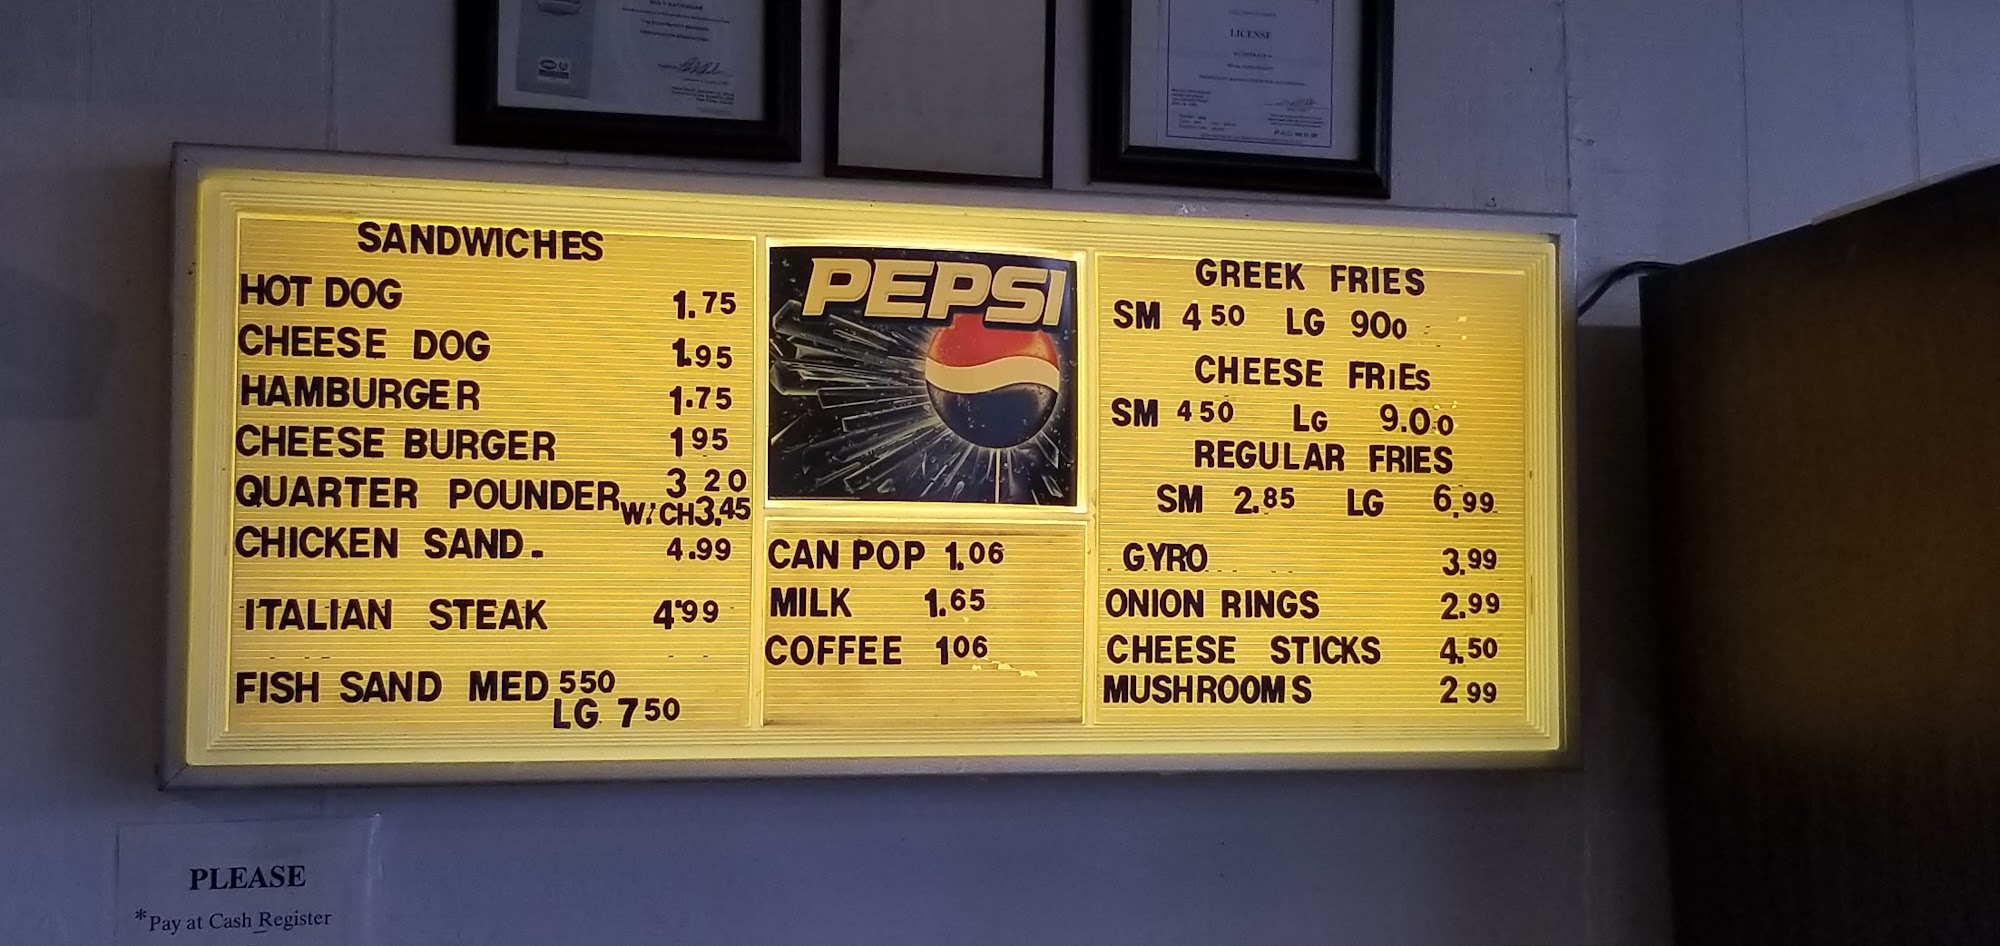 LICENSE
SANDWICHES
HOT DOG 1.75
CHEESE DOG 1.95
HAMBURGER 1.75
CHEESE BURGER 1 95
QUARTER POUNDER 3 20
W/CH 3.45
CHICKEN SAND. 4.99
ITALIAN STEAK 4.99
FISH SAND MED 5 50
LG 7 50
PEPSI
CAN POP 1.06
MILK 1.65
COFFEE 1 06
GREEK FRIES
SM 4 50 LG 9 00
CHEESE FRiEs
SM 4 50 LG 9.00
REGULAR FRIES
SM 2.85 LG 6.99
GYRO 3.99
ONION RINGS 2.99
CHEESE STICKS 4.50
MUSHROOMS 2 99
PLEASE
*Pay at Cash Register